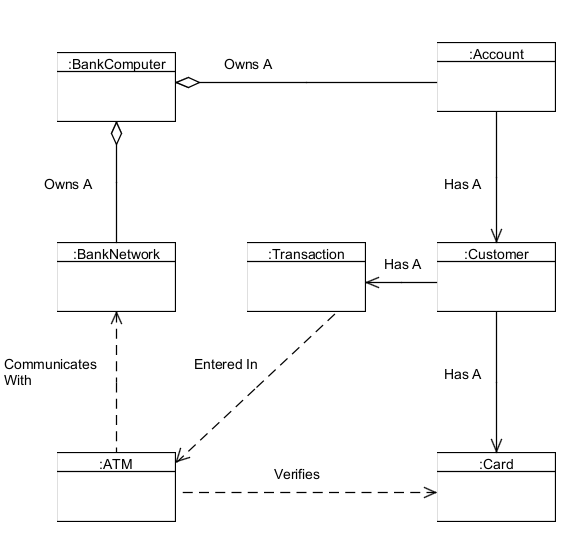 :Account
:BankComputer
Owns A
Owns A
Has A
:BankNetwork
:Transaction
:Customer
Has A
Communicates
With
Entered In
Has A
:ATM
:Card
Verifies